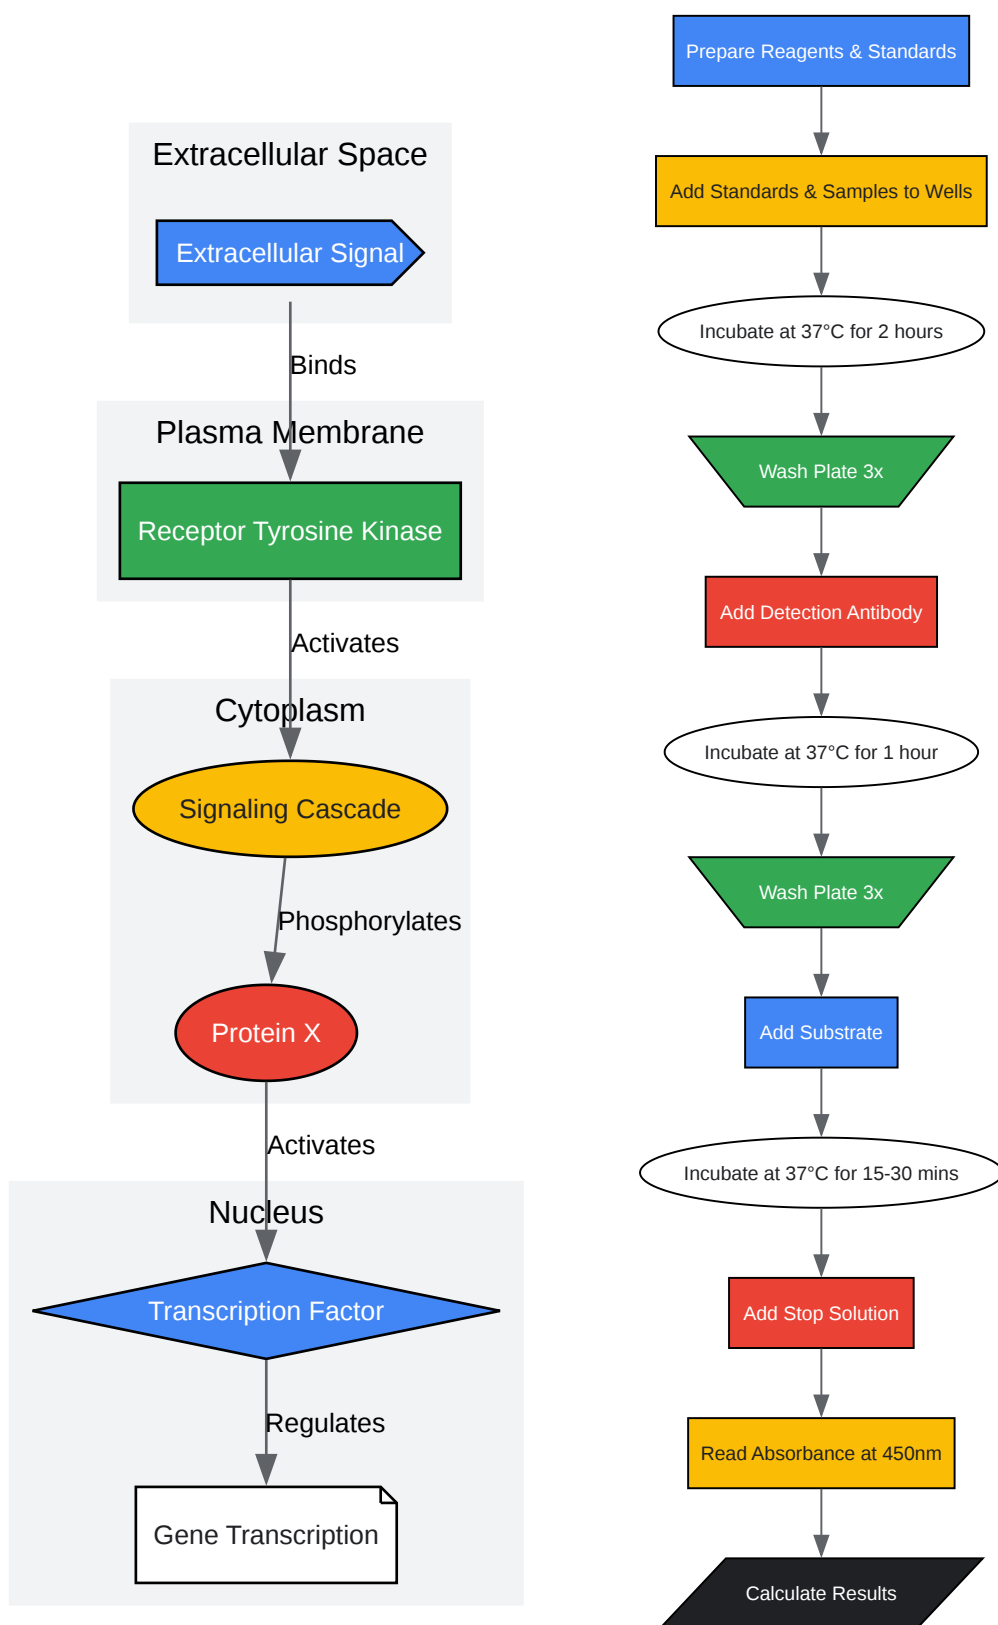 Extracellular Space
Extracellular Signal
Binds
Plasma Membrane
Receptor Tyrosine Kinase
Activates
Cytoplasm
Signaling Cascade
Phosphorylates
Protein X
Activates
Nucleus
Transcription Factor
Regulates
Gene Transcription
Prepare Reagents & Standards
Add Standards & Samples to Wells
Incubate at 37°C for 2 hours
Wash Plate 3x
Add Detection Antibody
Incubate at 37°C for 1 hour
Wash Plate 3x
Add Substrate
Incubate at 37°C for 15-30 mins
Add Stop Solution
Read Absorbance at 450nm
Calculate Results